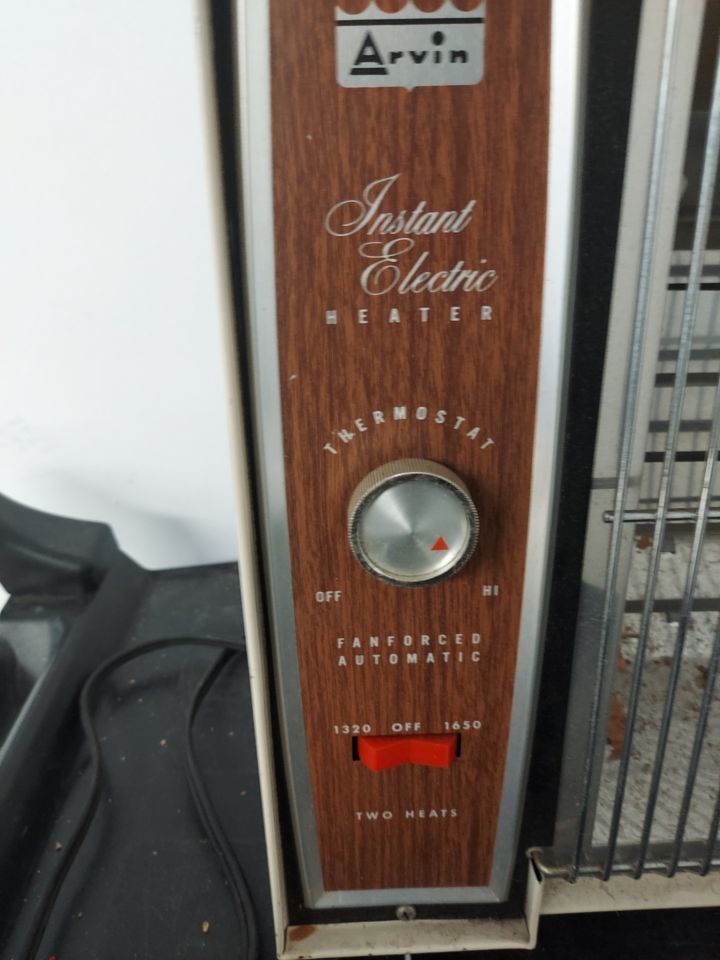 Arvin
Instant
Electric
HEATER
THERMOSTAT
OFF HI
FANFORCED
AUTOMATIC
1320 OFF 1650
TWO HEATS